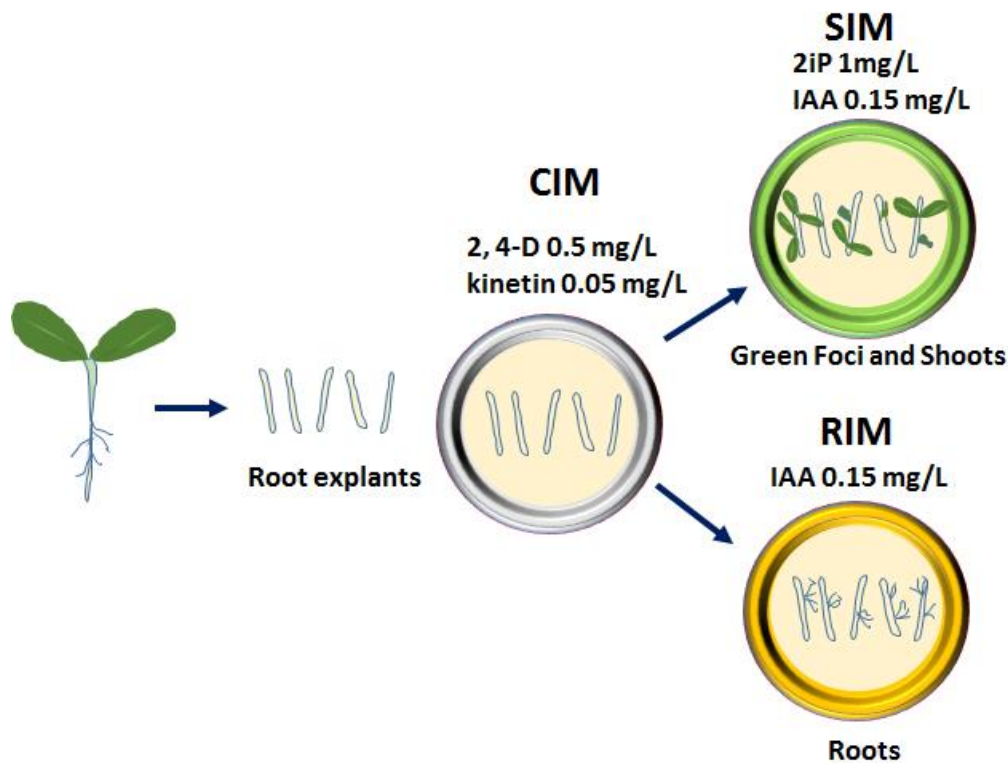 SIM
2iP 1mg/L
IAA 0.15 mg/L
CIM
2, 4-D 0.5 mg/L
kinetin 0.05 mg/L
Green Foci and Shoots
Root explants
RIM
IAA 0.15 mg/L
Roots